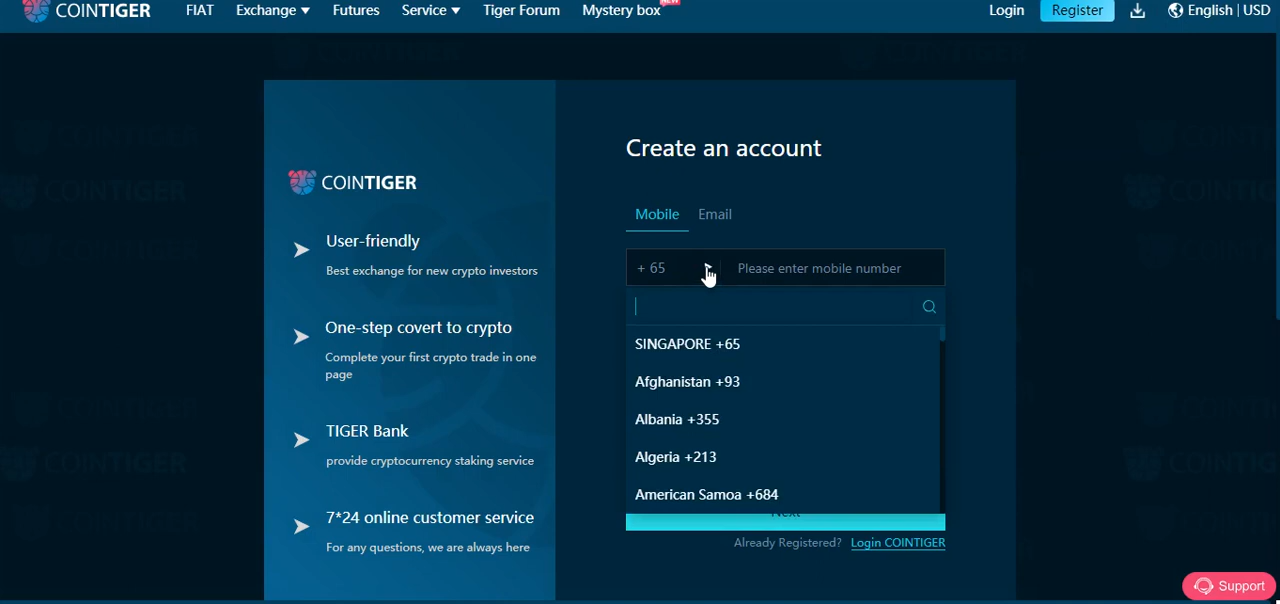 COINTIGER FIAT Exchange Futures Service Tiger Forum Mystery box NEW Login Register English | USD
Create an account
COINTIGER
Mobile Email
User-friendly
Best exchange for new crypto investors
+ 65 Please enter mobile number
One-step covert to crypto
Complete your first crypto trade in one
page
SINGAPORE +65
Afghanistan +93
Albania +355
Algeria +213
American Samoa +684
TIGER Bank
provide cryptocurrency staking service
7*24 online customer service
For any questions, we are always here
Next
Already Registered? Login COINTIGER
Support